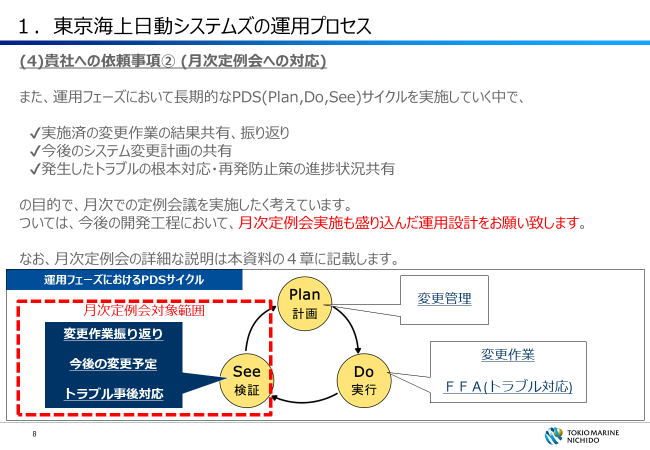 １．東京海上日動システムズの運用プロセス
(4)貴社への依頼事項② (月次定例会への対応)
また、運用フェーズにおいて長期的なPDS(Plan,Do,See)サイクルを実施していく中で、
✓実施済の変更作業の結果共有、振り返り
✓今後のシステム変更計画の共有
✓発生したトラブルの根本対応・再発防止策の進捗状況共有
の目的で、月次での定例会議を実施したく考えています。
ついては、今後の開発工程において、月次定例会実施も盛り込んだ運用設計をお願い致します。
なお、月次定例会の詳細な説明は本資料の４章に記載します。
運用フェーズにおけるPDSサイクル
月次定例会対象範囲
変更作業振り返り
今後の変更予定
トラブル事後対応
Plan
計画
See
検証
Do
実行
変更管理
変更作業
ＦＦＡ(トラブル対応)
8
TOKIO MARINE
NICHIDO